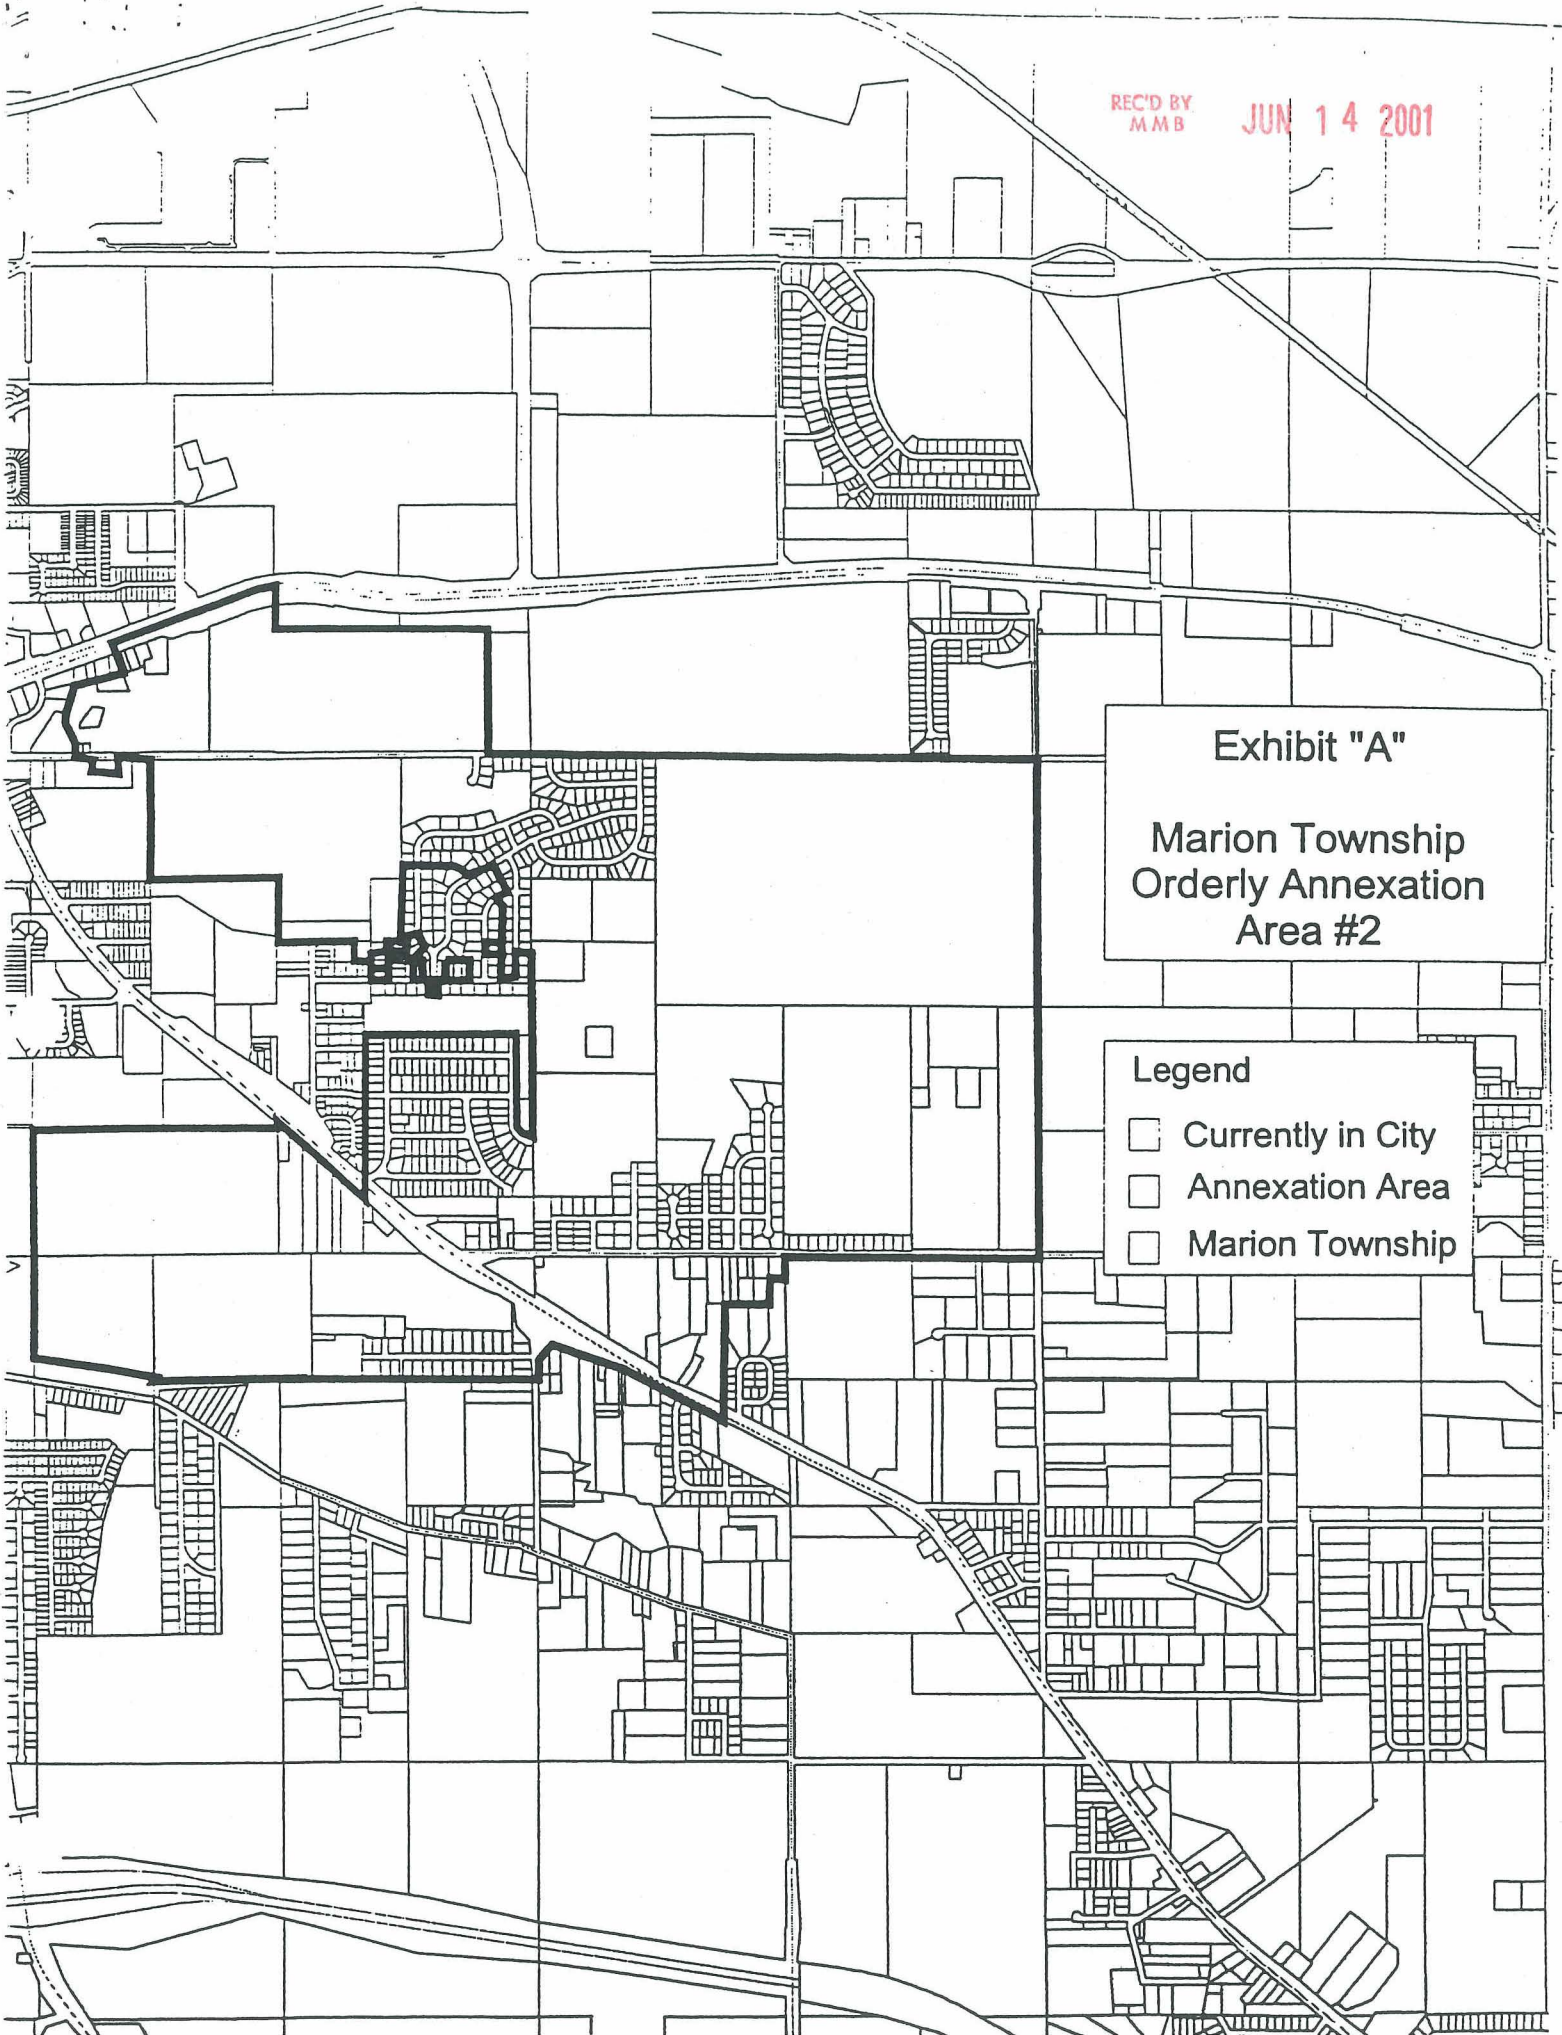 REC'D BY
MMB
JUN 14 2001
Exhibit "A"
Marion Township
Orderly Annexation
Area #2
Legend
Currently in City
Annexation Area
Marion Township